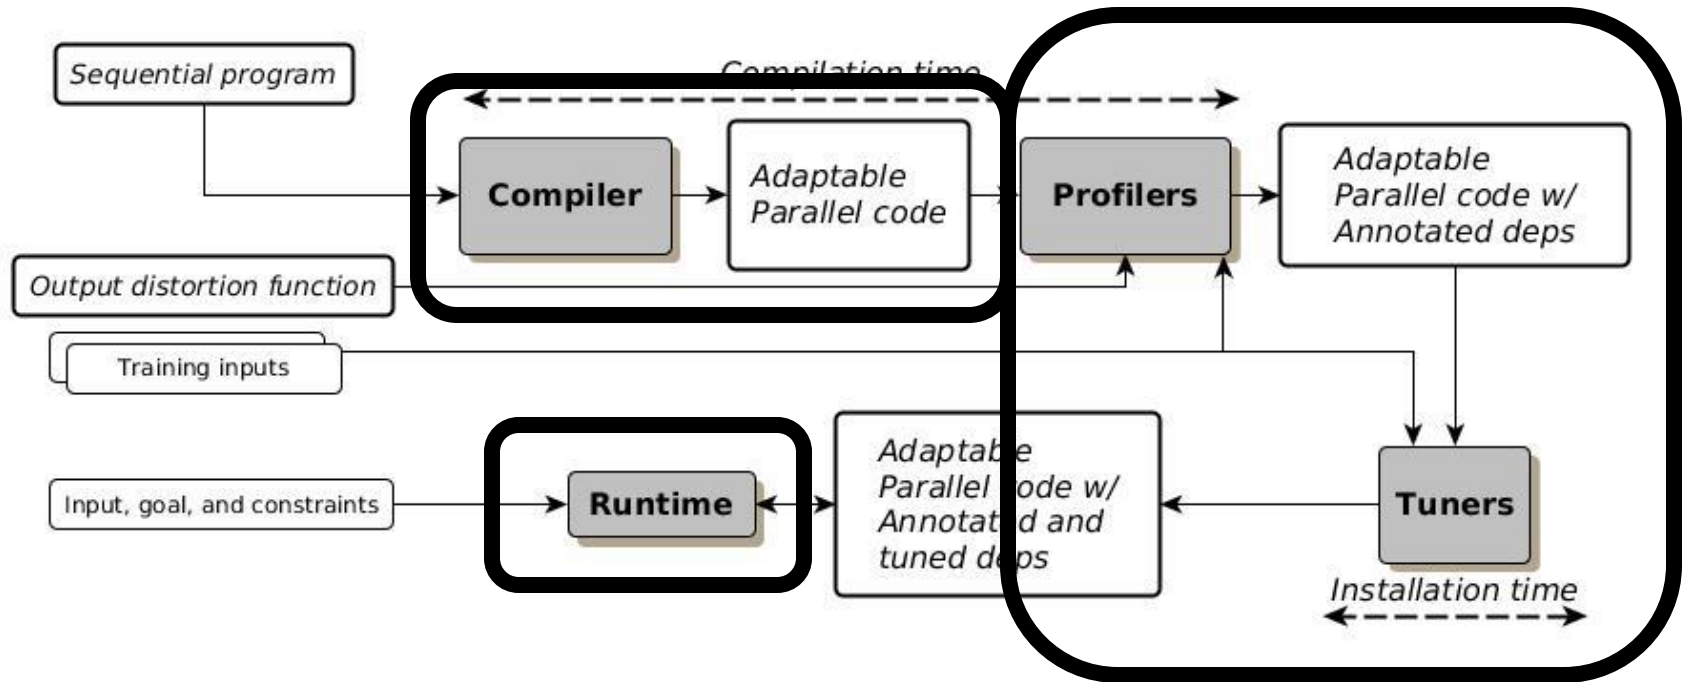 Sequential program
Compilation time
Compiler
Adaptable
Parallel code
Profilers
Adaptable
Parallel code w/
Annotated deps
Output distortion function
Training inputs
Input, goal, and constraints
Runtime
Adaptable
Parallel code w/
Annotated and
tuned deps
Tuners
Installation time